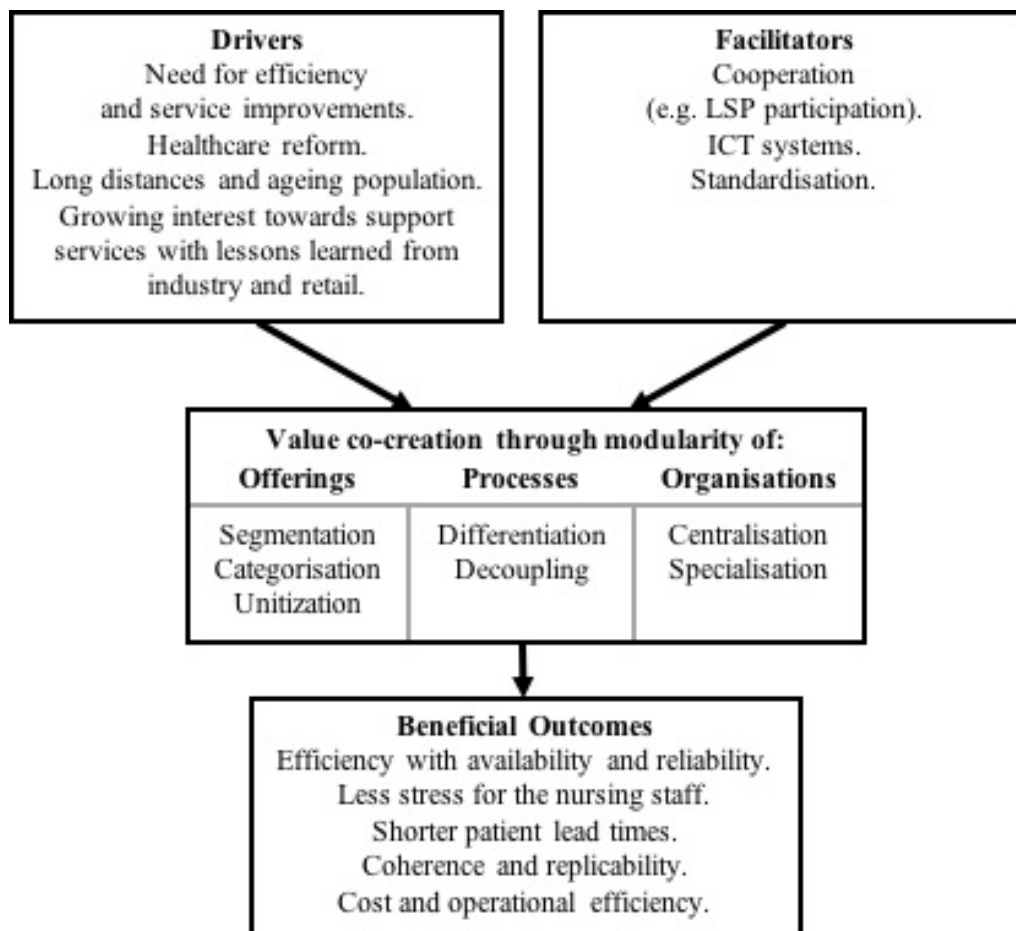 Drivers
Need for efficiency
and service improvements.
Healthcare reform.
Long distances and ageing population.
Growing interest towards support
services with lessons learned from
industry and retail.
Facilitators
Cooperation
(e.g. LSP participation).
ICT systems.
Standardisation.
Value co-creation through modularity of:
Offerings
Processes
Organisations
Segmentation
Categorisation
Unitization
Differentiation
Decoupling
Centralisation
Specialisation
Beneficial Outcomes
Efficiency with availability and reliability.
Less stress for the nursing staff.
Shorter patient lead times.
Coherence and replicability.
Cost and operational efficiency.